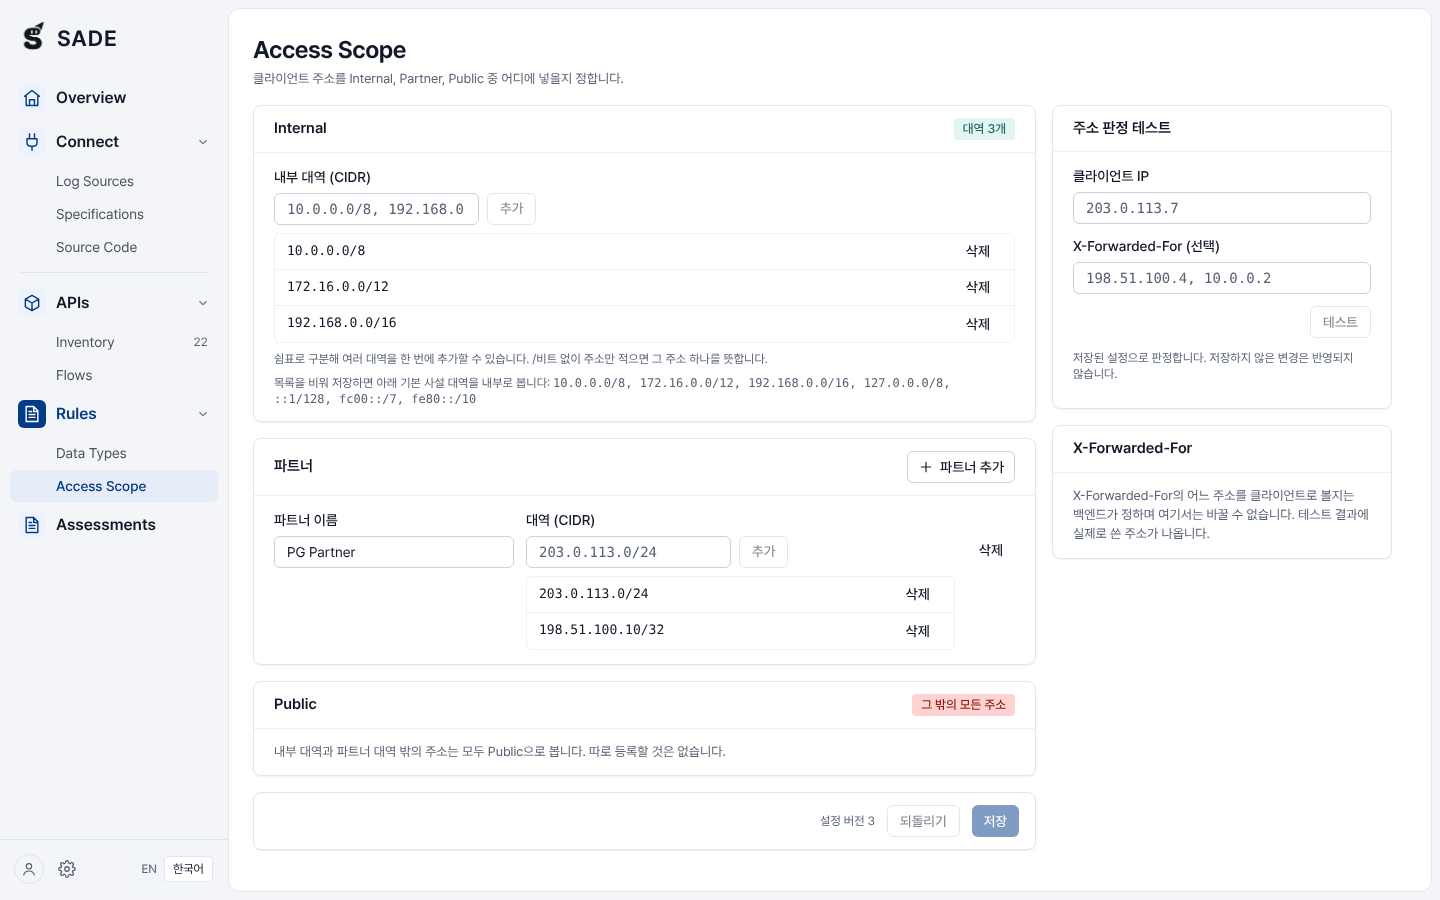 SADE
Overview
Connect
Log Sources
Specifications
Source Code
APIs
Inventory 22
Flows
Rules
Data Types
Access Scope
Assessments
EN 한국어
Access Scope
클라이언트 주소를 Internal, Partner, Public 중 어디에 넣을지 정합니다.
Internal 대역 3개
내부 대역 (CIDR)
10.0.0.0/8, 192.168.0 추가
10.0.0.0/8 삭제
172.16.0.0/12 삭제
192.168.0.0/16 삭제
쉼표로 구분해 여러 대역을 한 번에 추가할 수 있습니다. /비트 없이 주소만 적으면 그 주소 하나를 뜻합니다.
목록을 비워 저장하면 아래 기본 사설 대역을 내부로 봅니다: 10.0.0.0/8, 172.16.0.0/12, 192.168.0.0/16, 127.0.0.0/8,
::1/128, fc00::/7, fe80::/10
파트너 + 파트너 추가
파트너 이름 대역 (CIDR)
PG Partner 203.0.113.0/24 추가 삭제
203.0.113.0/24 삭제
198.51.100.10/32 삭제
Public 그 밖의 모든 주소
내부 대역과 파트너 대역 밖의 주소는 모두 Public으로 봅니다. 따로 등록할 것은 없습니다.
설정 버전 3 되돌리기 저장
주소 판정 테스트
클라이언트 IP
203.0.113.7
X-Forwarded-For (선택)
198.51.100.4, 10.0.0.2
테스트
저장된 설정으로 판정합니다. 저장하지 않은 변경은 반영되지
않습니다.
X-Forwarded-For
X-Forwarded-For의 어느 주소를 클라이언트로 볼지는
백엔드가 정하며 여기서는 바꿀 수 없습니다. 테스트 결과에
실제로 쓴 주소가 나옵니다.